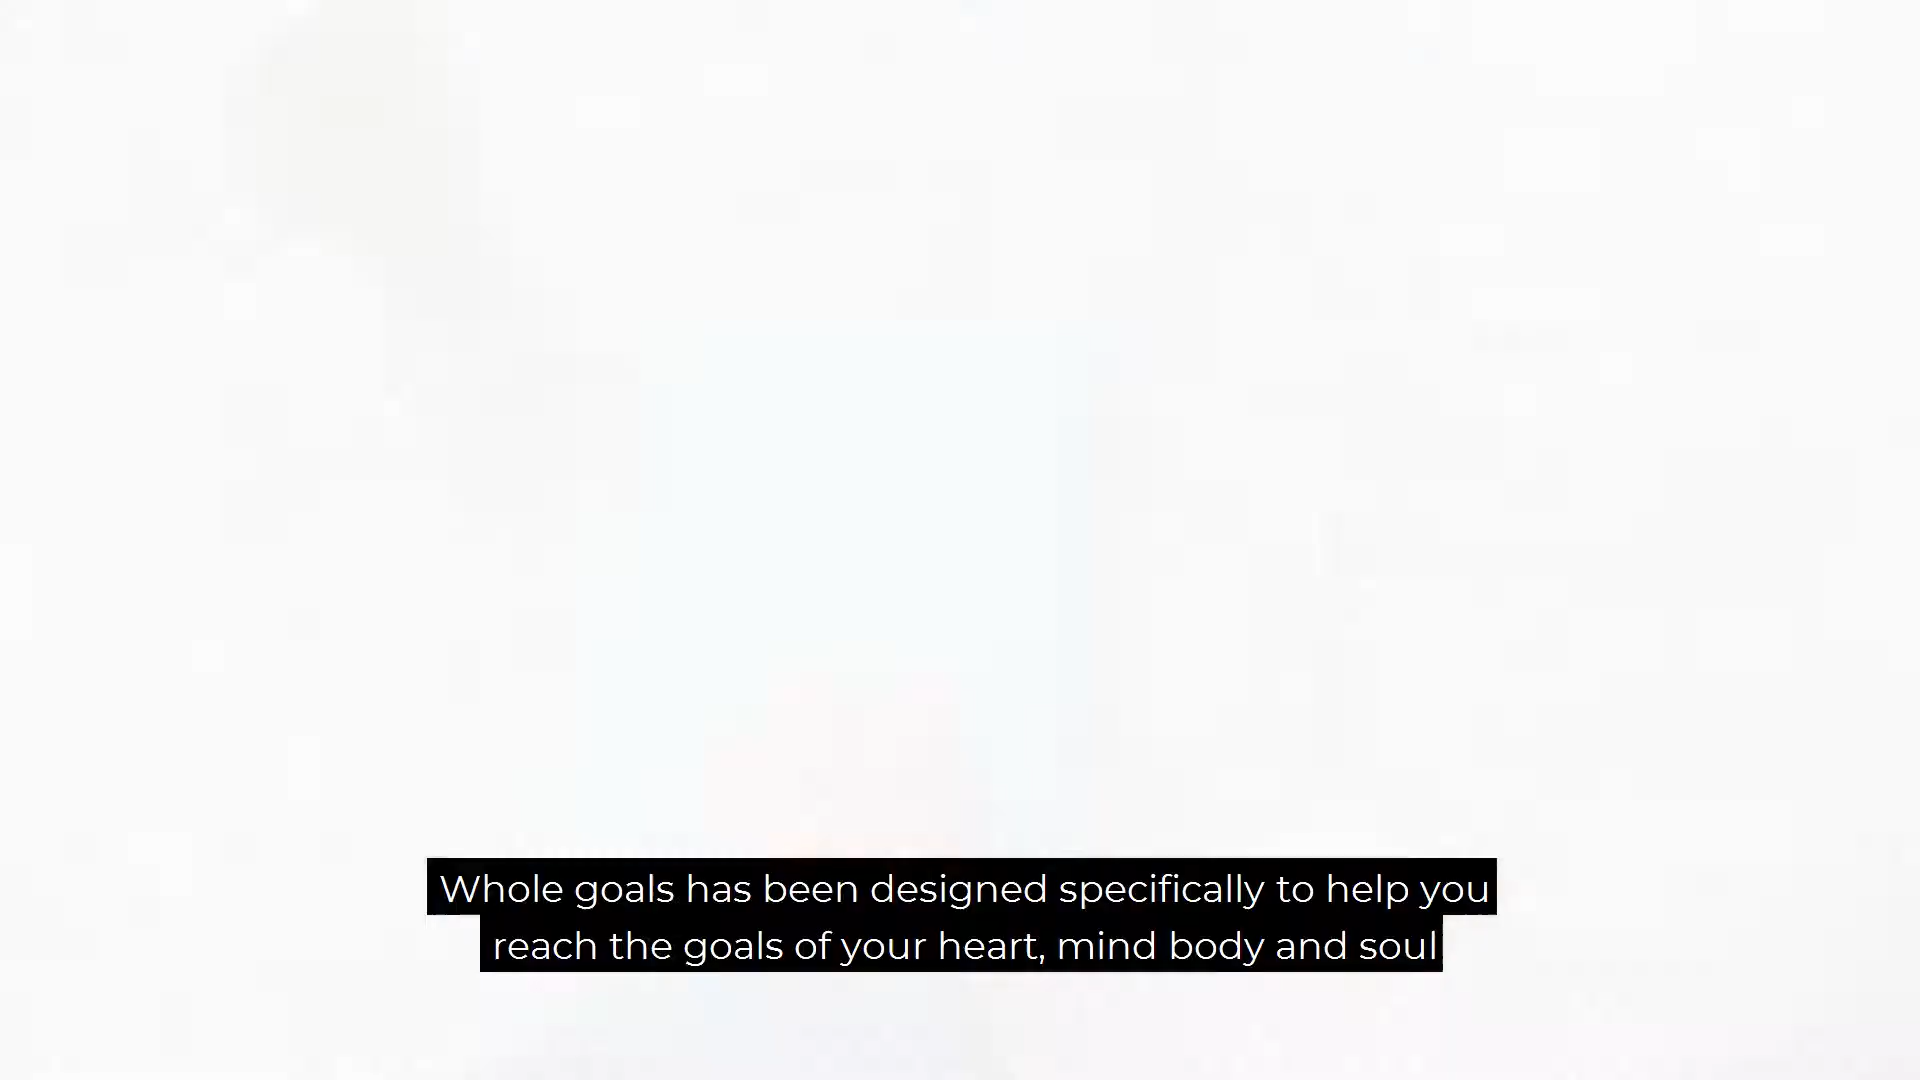 Whole goals has been designed specifically to help you
reach the goals of your heart, mind body and soul